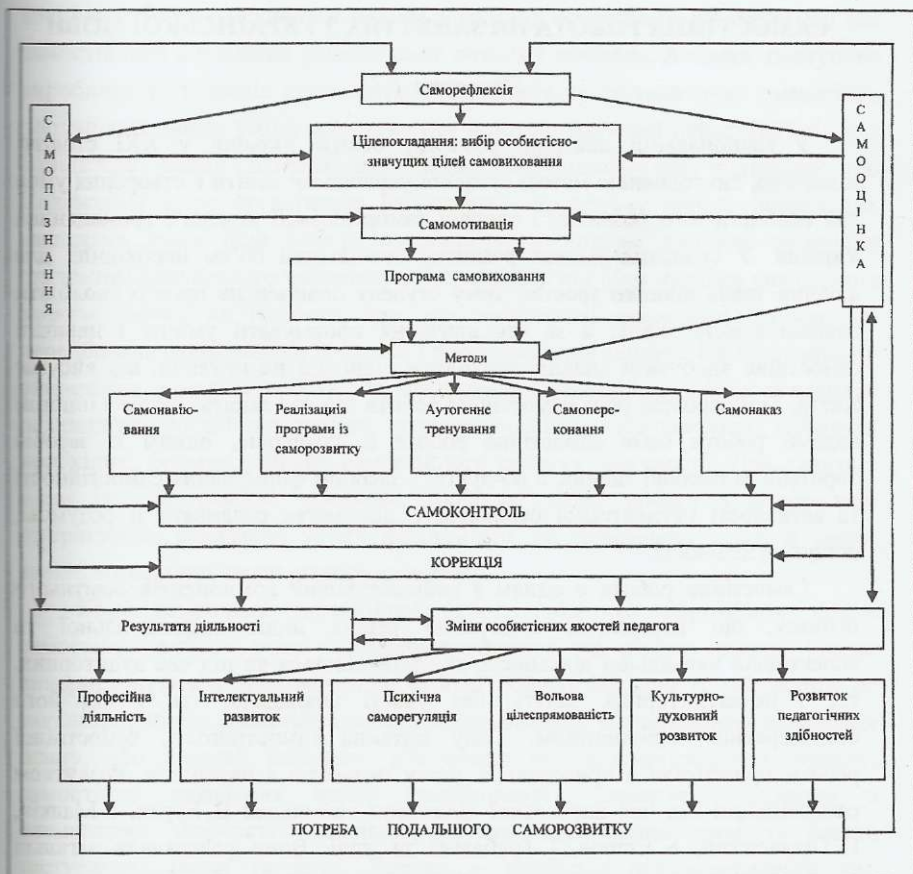 Саморефлексія
САМОПІЗНАННЯ
САМООЦІНКА
Цілепокладання: вибір особистісно-
значущих цілей самовиховання
Самомотивація
Програма самовиховання
Методи
Самонавію-
вання
Реалізація
програми із
саморозвитку
Аутогенне
тренування
Самопере-
конання
Самонаказ
САМОКОНТРОЛЬ
КОРЕКЦІЯ
Результати діяльності
Зміни особистісних якостей педагога
Професійна
діяльність
Інтелектуальний
развиток
Психічна
саморегуляція
Вольова
цілеспрямованість
Культурно-
духовний
розвиток
Розвиток
педагогічних
здібностей
ПОТРЕБА ПОДАЛЬШОГО САМОРОЗВИТКУ